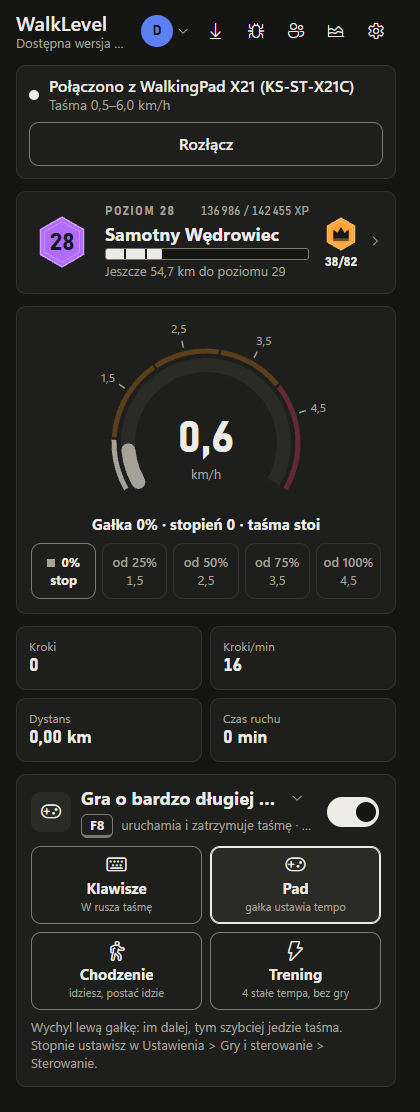 WalkLevel
Dostępna wersja ...
D
Połączono z WalkingPad X21 (KS-ST-X21C)
Taśma 0,5–6,0 km/h
Rozłącz
POZIOM 28
136 986 / 142 455 XP
28
Samotny Wędrowiec
Jeszcze 54,7 km do poziomu 29
38/82
2,5
3,5
1,5
4,5
0,6
km/h
Gałka 0% · stopień 0 · taśma stoi
0%
stop
od 25%
1,5
od 50%
2,5
od 75%
3,5
od 100%
4,5
Kroki
0
Kroki/min
16
Dystans
0,00 km
Czas ruchu
0 min
Gra o bardzo długiej ...
F8 uruchamia i zatrzymuje taśmę · ...
Klawisze
W rusza taśmę
Pad
gałka ustawia tempo
Chodzenie
idziesz, postać idzie
Trening
4 stałe tempa, bez gry
Wychyl lewą gałkę: im dalej, tym szybciej jedzie taśma.
Stopnie ustawisz w Ustawienia > Gry i sterowanie >
Sterowanie.